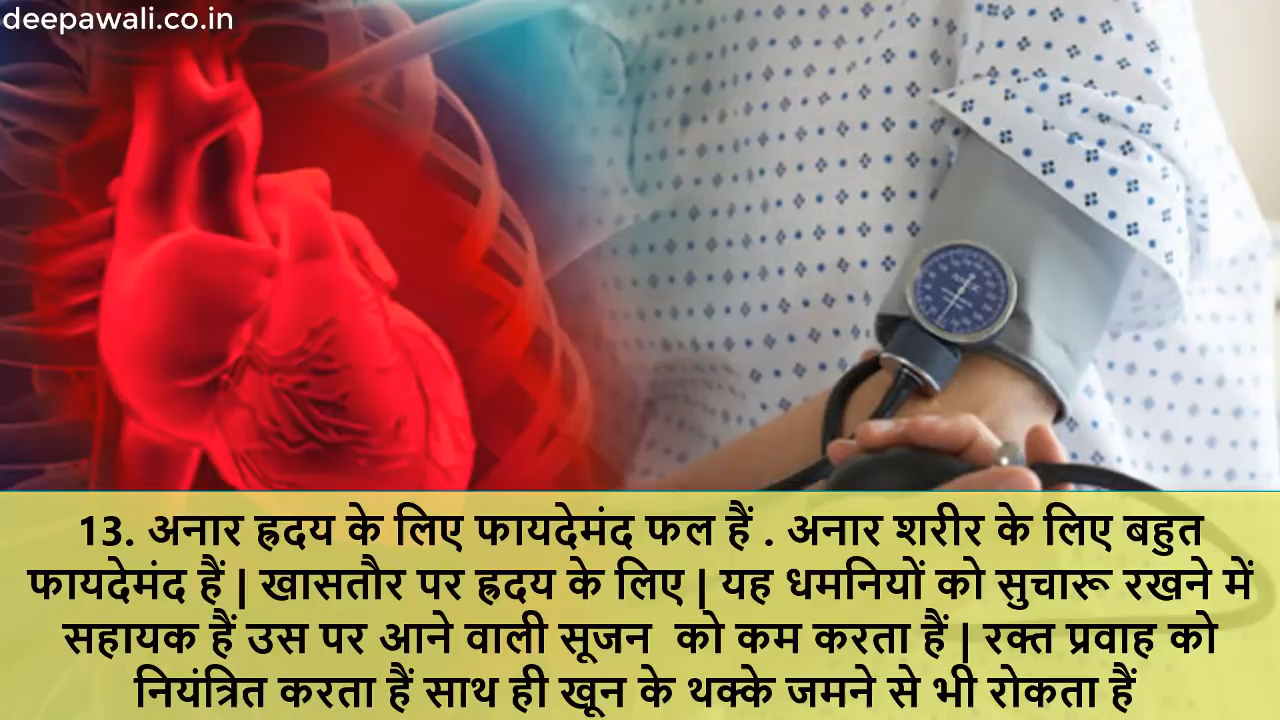 deepawali.co.in
13. अनार ह्रदय के लिए फायदेमंद फल हैं . अनार शरीर के लिए बहुत
फायदेमंद हैं | खासतौर पर ह्रदय के लिए | यह धमनियों को सुचारू रखने में
सहायक हैं उस पर आने वाली सूजन  को कम करता हैं | रक्त प्रवाह को
नियंत्रित करता हैं साथ ही खून के थक्के जमने से भी रोकता हैं